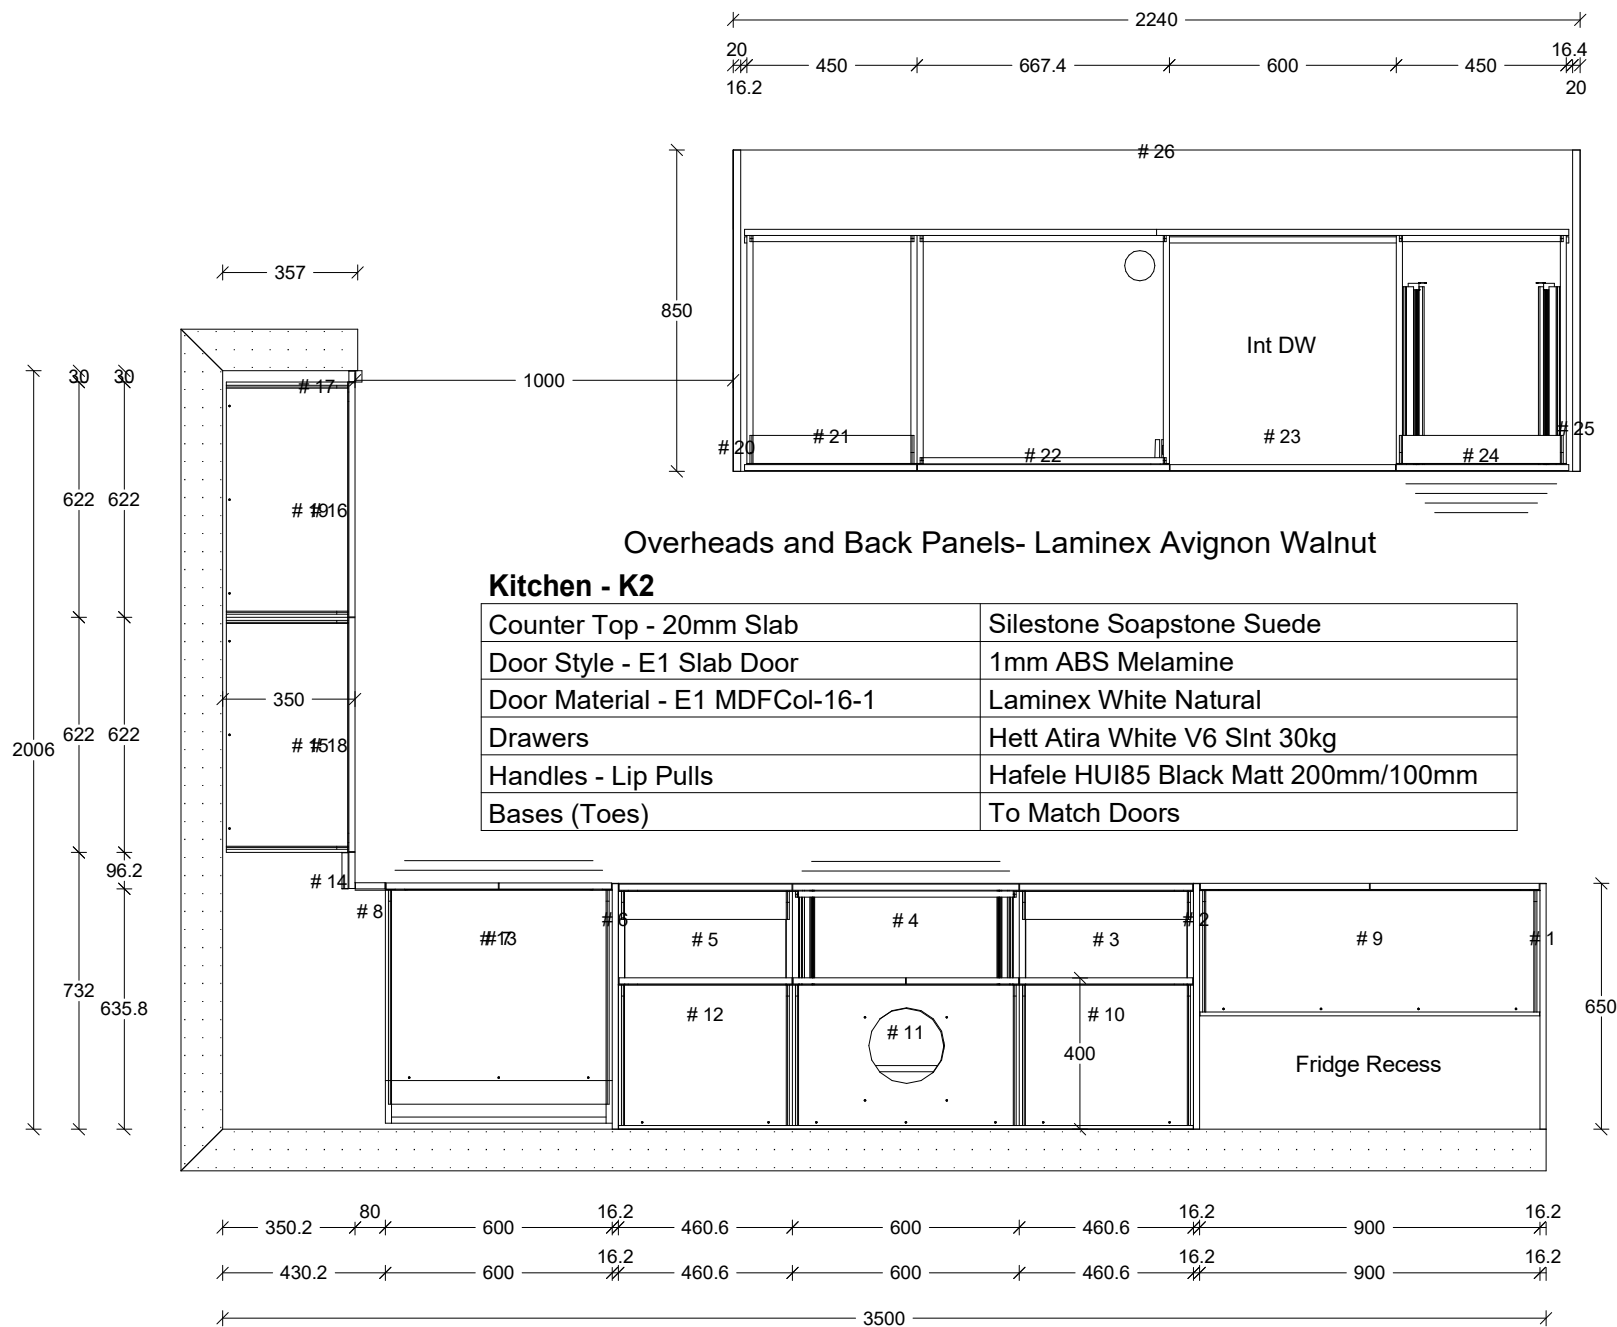 2240
20 450 667.4 600 450 16.4
16.2 20
# 26
357
850
Int DW
30 30
# 17
1000
# 20 # 21 # 22 # 23 # 24 # 25
622 622
# 19 # 16
Overheads and Back Panels- Laminex Avignon Walnut
Kitchen - K2
Counter Top - 20mm Slab Silestone Soapstone Suede
Door Style - E1 Slab Door 1mm ABS Melamine
Door Material - E1 MDFCol-16-1 Laminex White Natural
Drawers Hett Atira White V6 Slnt 30kg
Handles - Lip Pulls Hafele HUI85 Black Matt 200mm/100mm
Bases (Toes) To Match Doors
350
2006 622 622
# 15 # 18
96.2
# 14
# 8 # 6 # 4 # 2
# 7 # 13 # 5 # 3 # 9 # 1
732 635.8
# 12 # 11 # 10
400
650
Fridge Recess
350.2 80 600 16.2 460.6 600 460.6 16.2 900 16.2
430.2 600 16.2 460.6 600 460.6 16.2 900 16.2
3500